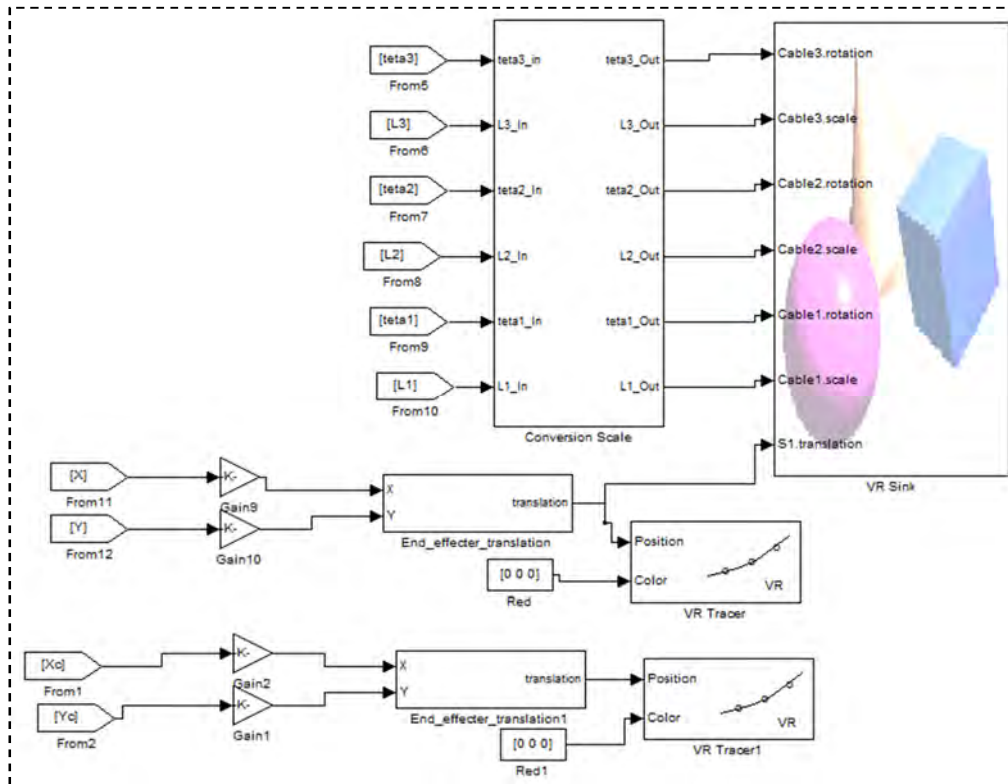 [teta3]
From5
teta3_in
teta3_Out
Cable3.rotation
[L3]
From6
L3_In
L3_Out
Cable3.scale
[teta2]
From7
teta2_In
teta2_Out
Cable2.rotation
[L2]
From8
L2_In
L2_Out
Cable2.scale
[teta1]
From9
teta1_In
teta1_Out
Cable1.rotation
[L1]
From10
L1_In
L1_Out
Cable1.scale
Conversion Scale
S1.translation
VR Sink
[X]
From11
K-
Gain9
X
translation
[Y]
From12
K-
Gain10
Y
End_effecter_translation
Position
[0 0 0]
Red
Color
VR
VR Tracer
[Xc]
From1
K-
Gain2
X
translation
Position
[Yc]
From2
K-
Gain1
Y
End_effecter_translation1
[0 0 0]
Red1
Color
VR
VR Tracer1